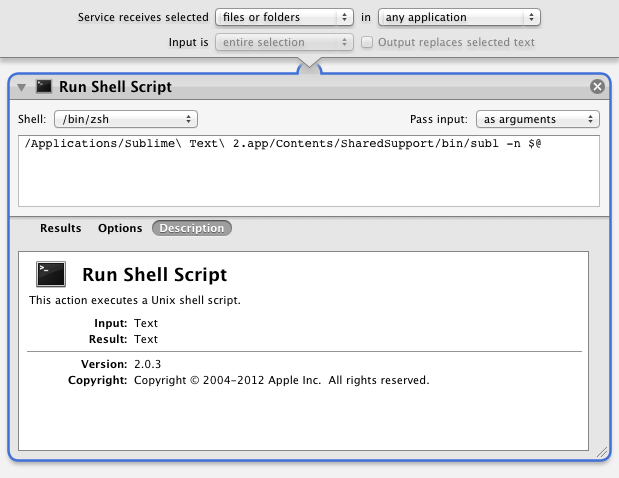 Service receives selected files or folders in any application
Input is entire selection Output replaces selected text
Run Shell Script
Shell: /bin/zsh Pass input: as arguments
/Applications/Sublime\ Text\ 2.app/Contents/SharedSupport/bin/subl -n $@
Results Options Description
>_ Run Shell Script
This action executes a Unix shell script.
Input: Text
Result: Text
Version: 2.0.3
Copyright: Copyright © 2004-2012 Apple Inc. All rights reserved.